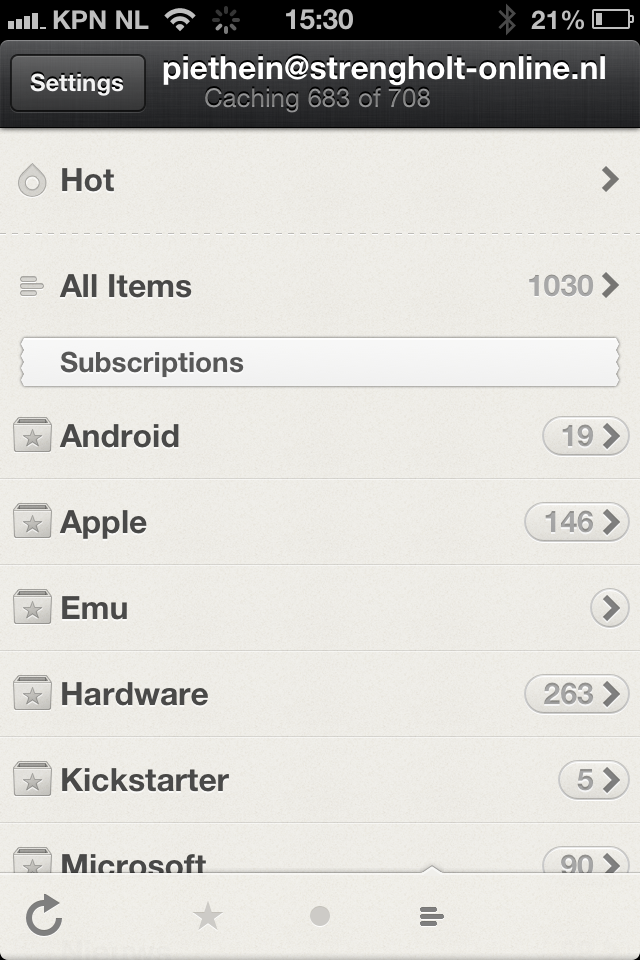 KPN NL 15:30 21%
Settings
piethein@strengholt-online.nl
Caching 683 of 708
Hot
All Items 1030
Subscriptions
Android 19
Apple 146
Emu
Hardware 263
Kickstarter 5
Microsoft 90
Nieuws